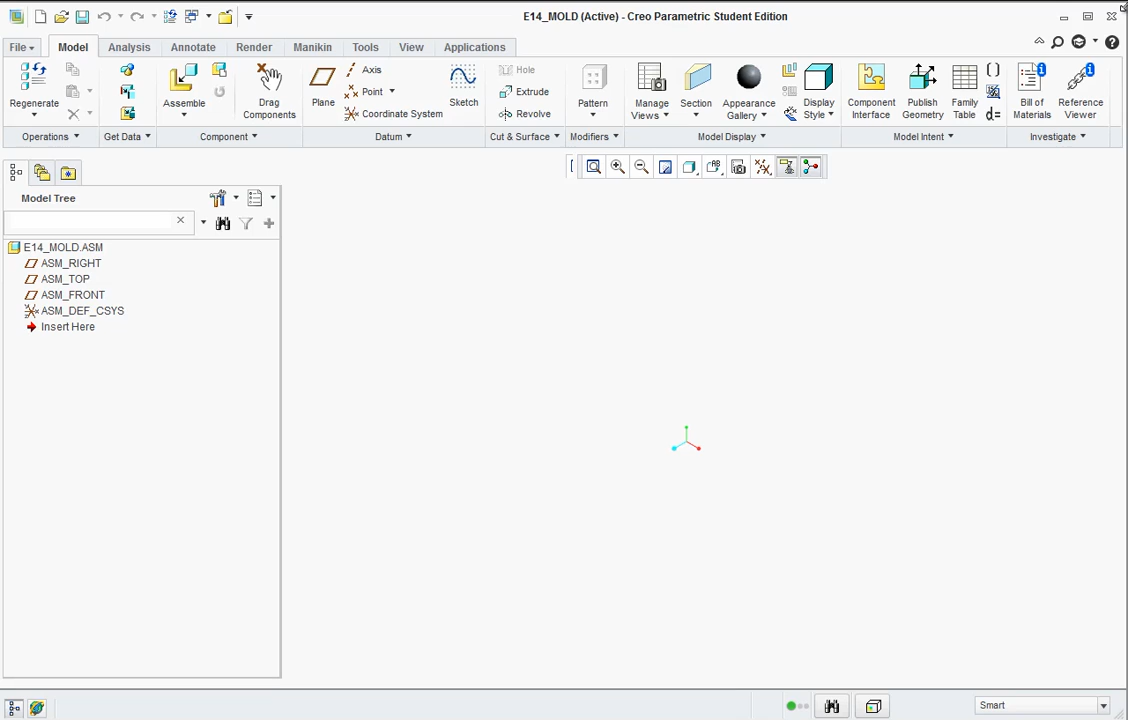 E14_MOLD (Active) - Creo Parametric Student Edition
File Model Analysis Annotate Render Manikin Tools View Applications
Regenerate
Assemble
Drag Components
Plane
Axis
Point
Coordinate System
Sketch
Hole
Extrude
Revolve
Pattern
Manage Views
Section
Appearance Gallery
Display Style
Component Interface
Publish Geometry
Family Table
Bill of Materials
Reference Viewer
Operations Get Data Component Datum Cut & Surface Modifiers Model Display Model Intent Investigate
Model Tree
E14_MOLD.ASM
ASM_RIGHT
ASM_TOP
ASM_FRONT
ASM_DEF_CSYS
Insert Here
Smart